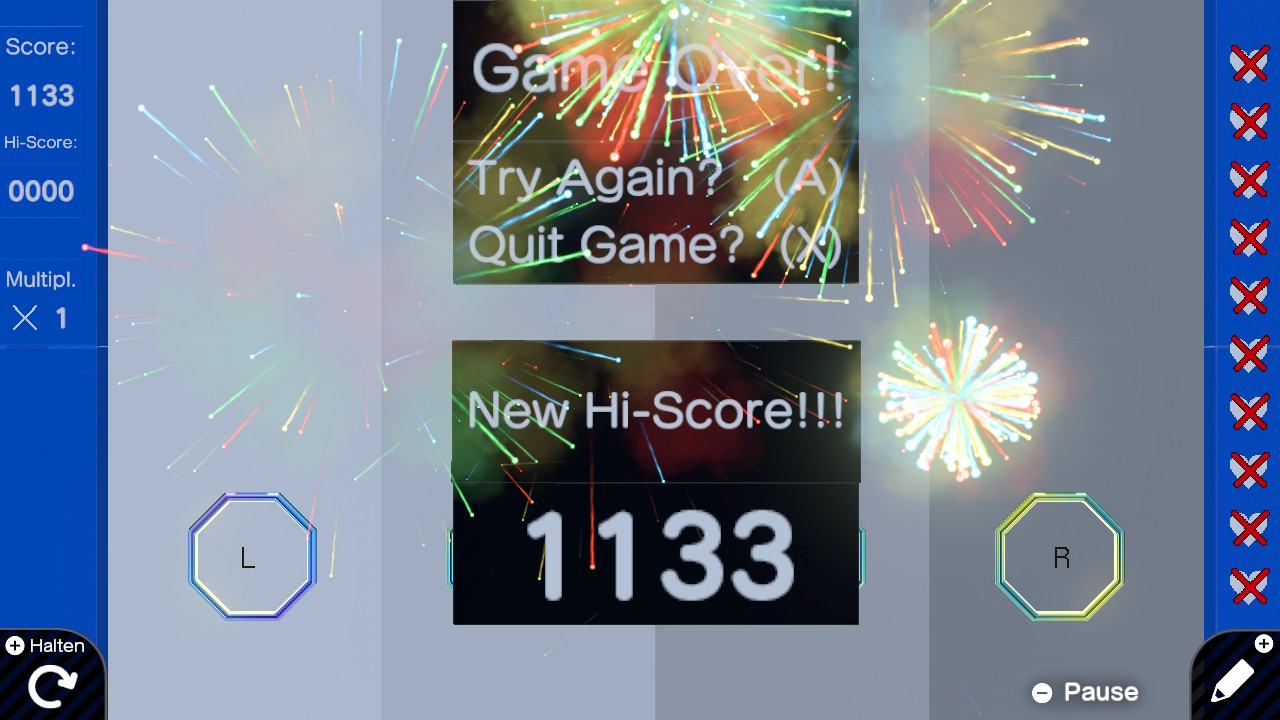 Score:
1133
Hi-Score:
0000
Multipl.
× 1
Game Over!
Try Again? (A)
Quit Game? (X)
New Hi-Score!!!
1133
L
R
+ Halten
− Pause
+